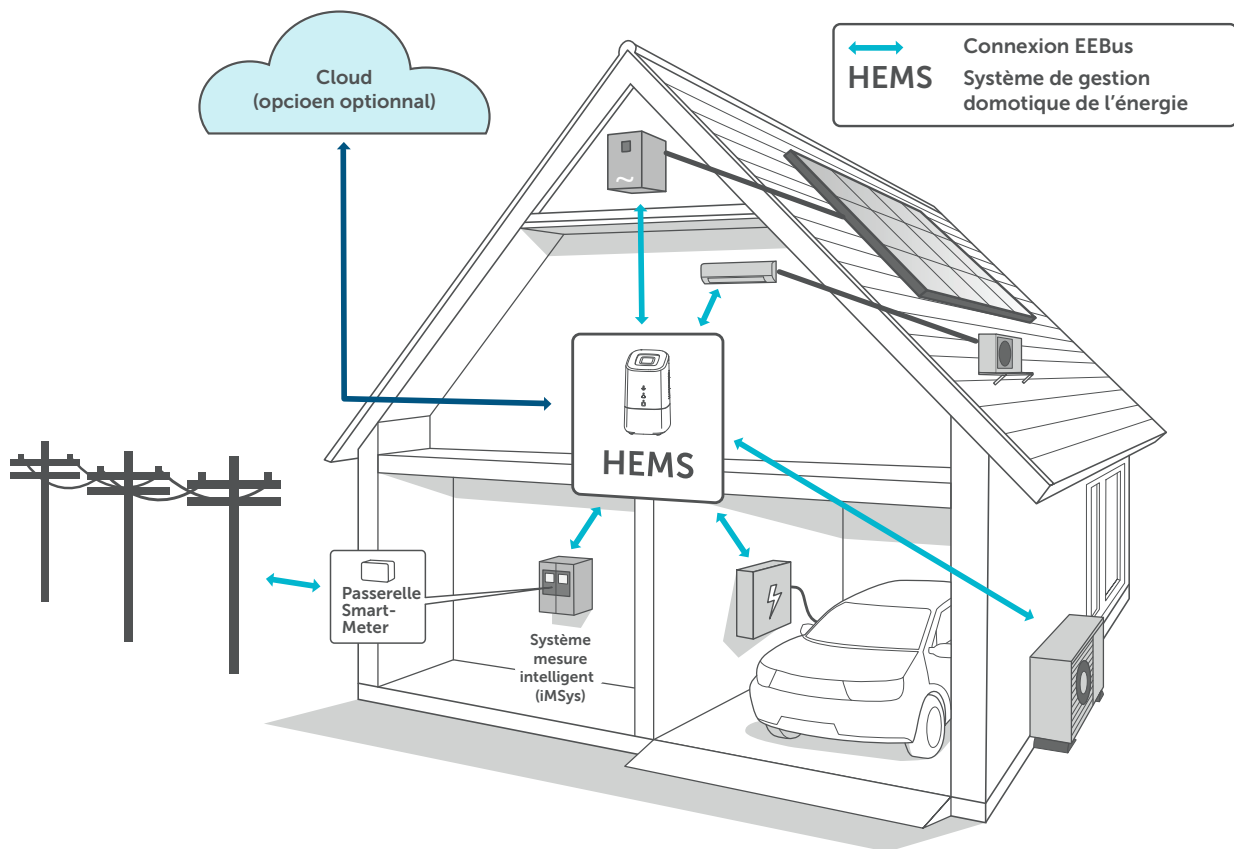 Cloud
(opcioen optionnal)
Connexion EEBus
HEMS
Système de gestion
domotique de l’énergie
HEMS
Passerelle
Smart-
Meter
Système
mesure
intelligent
(iMSys)